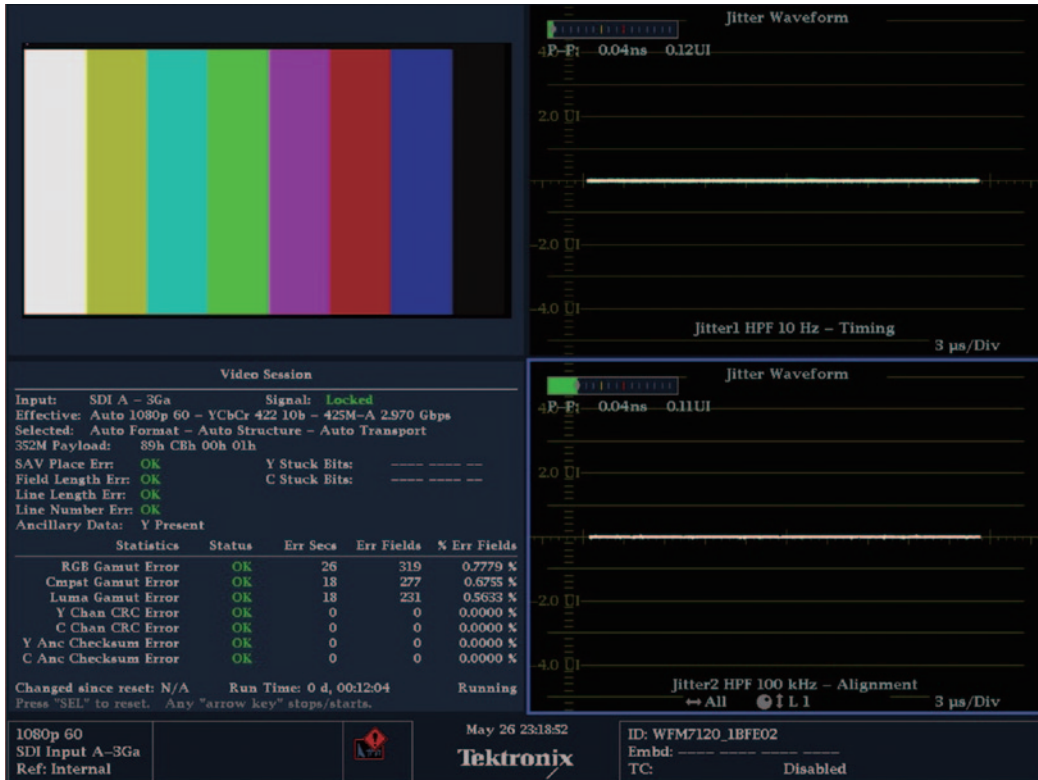 Jitter Waveform
P-P: 0.04ns 0.12UI
4.0 UI
2.0 UI
-2.0 UI
-4.0 UI
Jitter1 HPF 10 Hz - Timing
3 µs/Div
Video Session
Input: SDI A - 3Ga Signal: Locked
Effective: Auto 1080p 60 - YCbCr 422 10b - 425M-A 2.970 Gbps
Selected: Auto Format - Auto Structure - Auto Transport
352M Payload: 89h CBh 00h 01h
SAV Place Err: OK Y Stuck Bits: ---- ---- --
Field Length Err: OK C Stuck Bits: ---- ---- --
Line Length Err: OK
Line Number Err: OK
Ancillary Data: Y Present
Statistics Status Err Secs Err Fields % Err Fields
RGB Gamut Error OK 26 319 0.7779 %
Cmpst Gamut Error OK 18 277 0.6755 %
Luma Gamut Error OK 18 231 0.5633 %
Y Chan CRC Error OK 0 0 0.0000 %
C Chan CRC Error OK 0 0 0.0000 %
Y Anc Checksum Error OK 0 0 0.0000 %
C Anc Checksum Error OK 0 0 0.0000 %
Changed since reset: N/A Run Time: 0 d, 00:12:04 Running
Press "SEL" to reset. Any "arrow key" stops/starts.
Jitter Waveform
P-P: 0.04ns 0.11UI
4.0 UI
2.0 UI
-2.0 UI
-4.0 UI
Jitter2 HPF 100 kHz - Alignment
↔ All ↕ L 1 3 µs/Div
1080p 60
SDI Input A-3Ga
Ref: Internal
May 26 23:18:52
Tektronix
ID: WFM7120_1BFE02
Embd: ---- ---- ---- ----
TC: Disabled